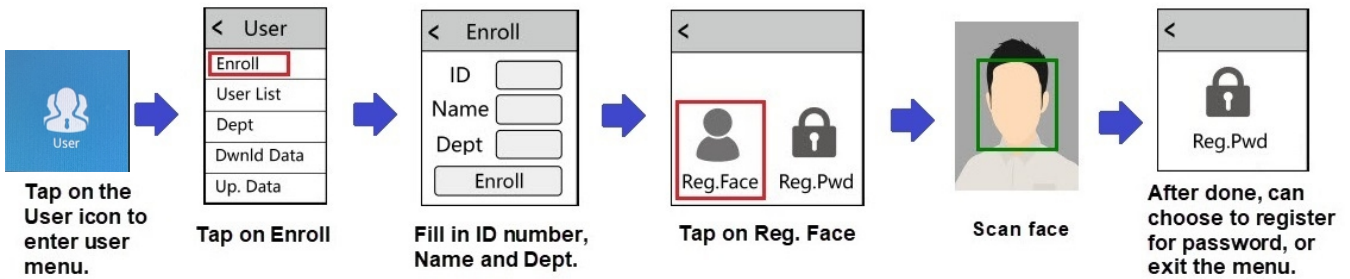 User
Tap on the
User icon to
enter user
menu.
< User
Enroll
User List
Dept
Dwnld Data
Up. Data
Tap on Enroll
< Enroll
ID
Name
Dept
Enroll
Fill in ID number,
Name and Dept.
<
Reg.Face Reg.Pwd
Tap on Reg. Face
Scan face
<
Reg.Pwd
After done, can
choose to register
for password, or
exit the menu.